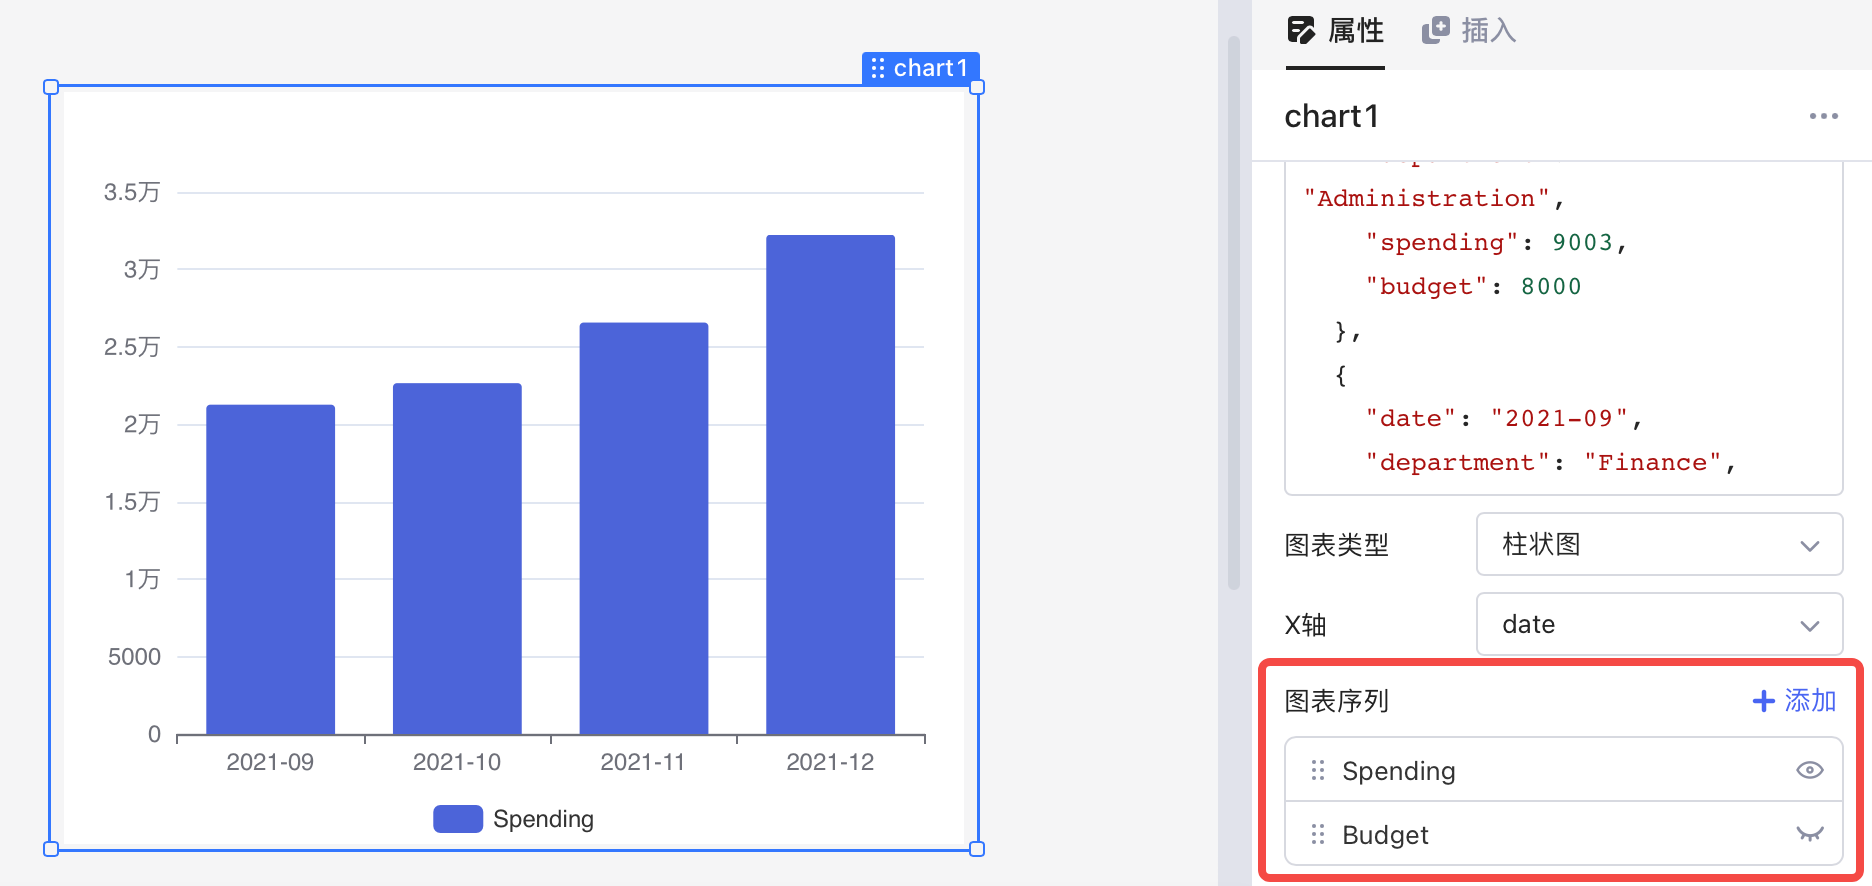 chart1
3.5万
3万
2.5万
2万
1.5万
1万
5000
0
2021-09
2021-10
2021-11
2021-12
Spending
属性
插入
chart1
"Administration",
"spending": 9003,
"budget": 8000
},
{
"date": "2021-09",
"department": "Finance",
图表类型
柱状图
X轴
date
图表序列
添加
Spending
Budget